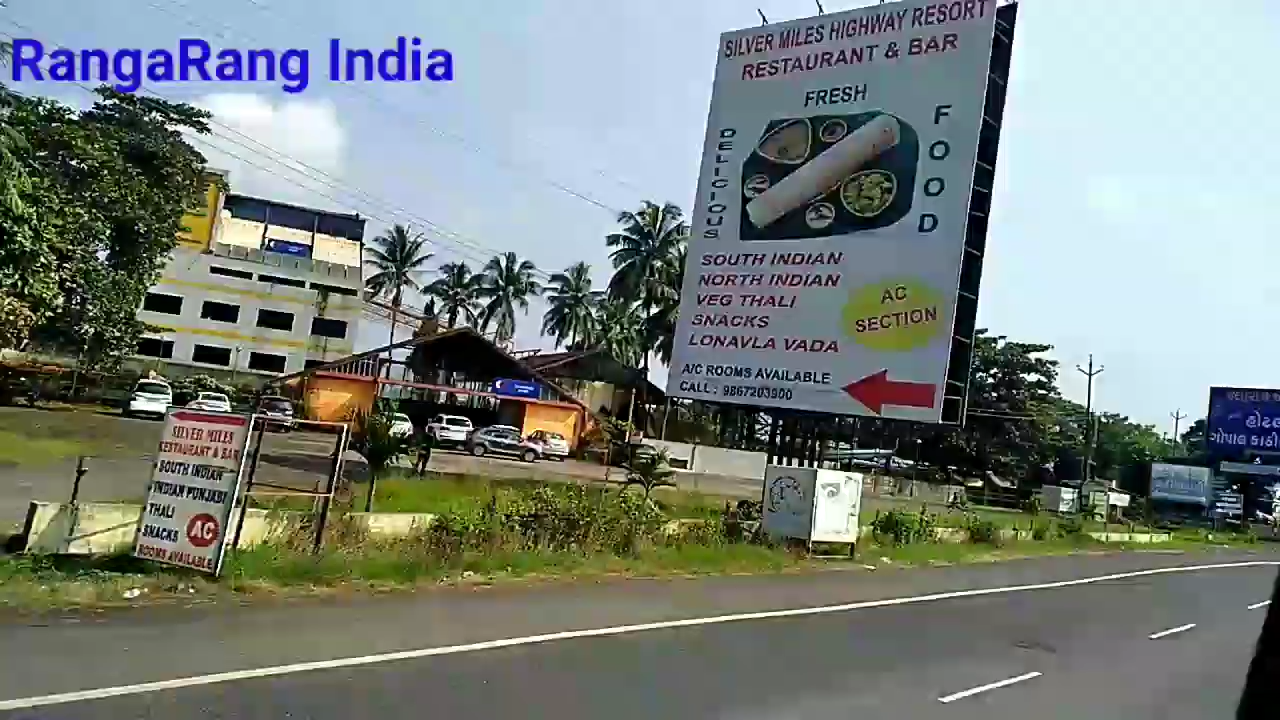 RangaRang India
SILVER MILES HIGHWAY RESORT
RESTAURANT & BAR
FRESH
DELICIOUS
FOOD
SOUTH INDIAN
NORTH INDIAN
VEG THALI
SNACKS
LONAVLA VADA
AC
SECTION
A/C ROOMS AVAILABLE
CALL : 9867203900
SILVER MILES
RESTAURANT & BAR
SOUTH INDIAN
INDIAN PUNJABI
THALI
SNACKS
AC
ROOMS AVAILABLE